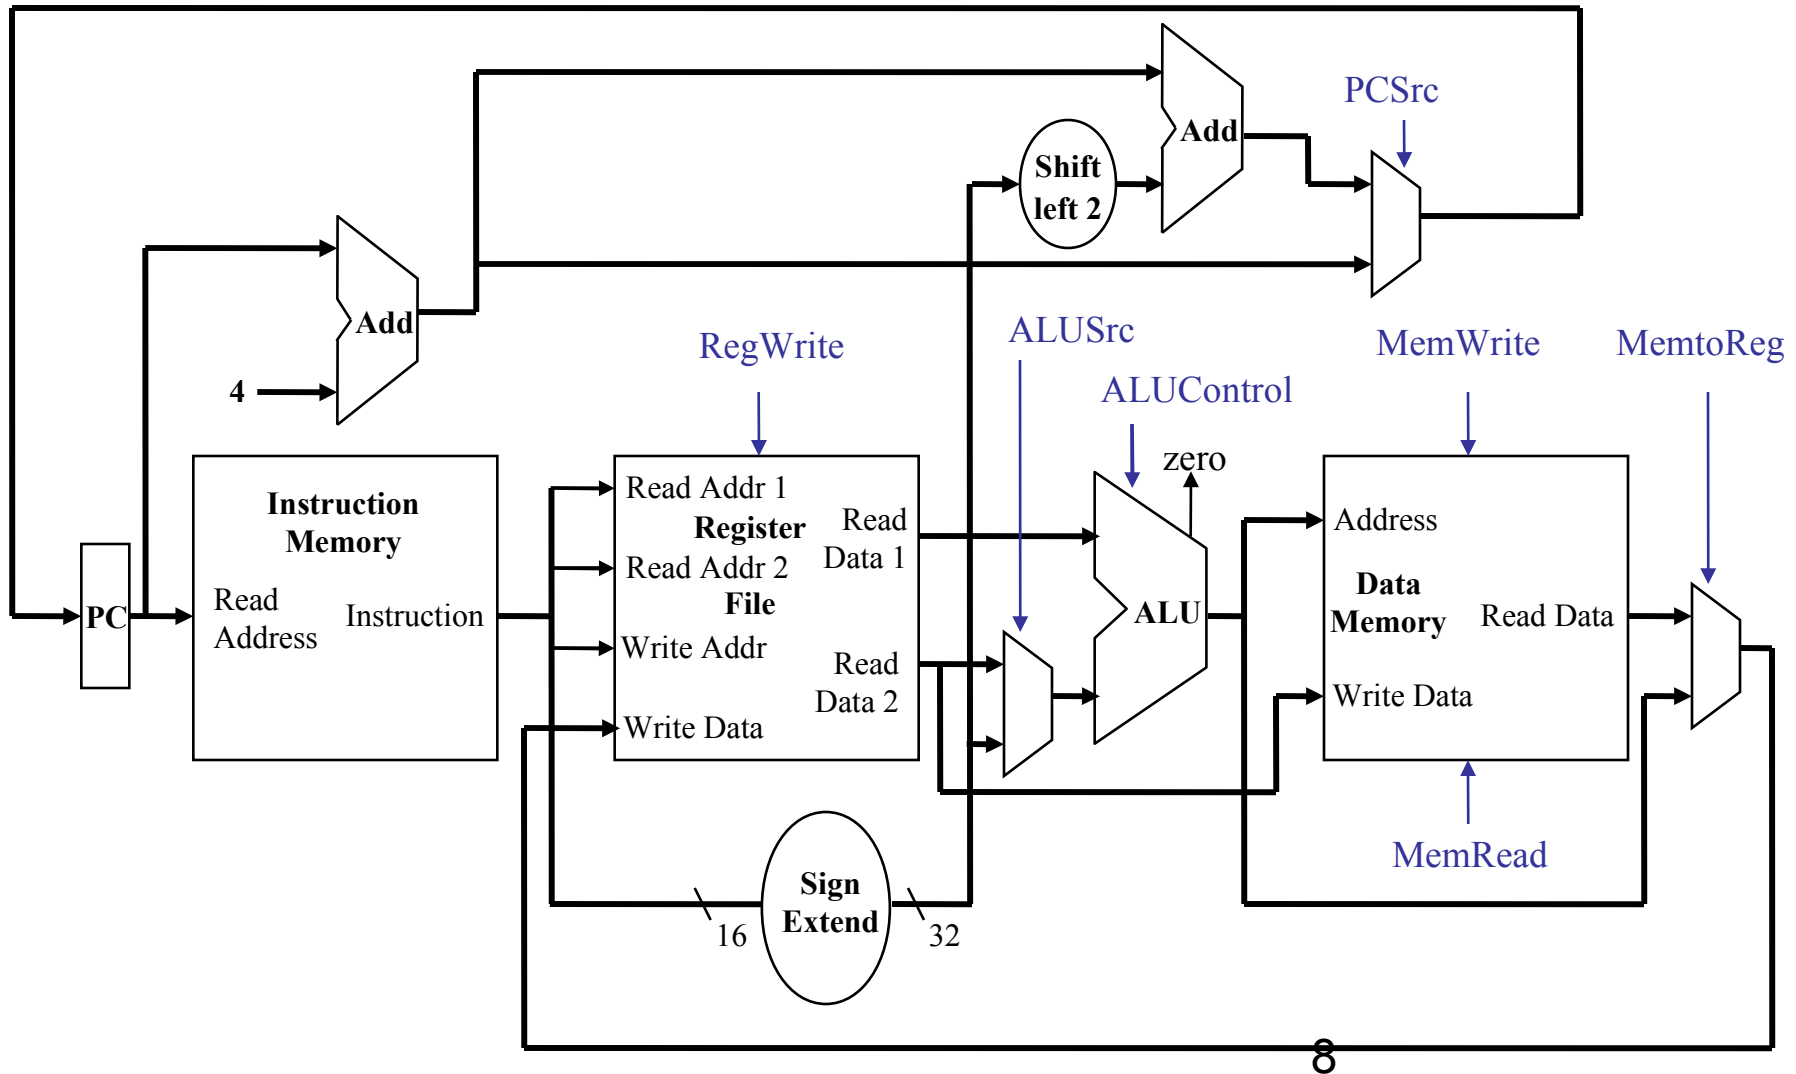 PCSrc
Add
Shift
left 2
Add
4
RegWrite
ALUSrc
ALUControl
MemWrite
MemtoReg
zero
Instruction
Memory
Read
Address
Instruction
PC
Read Addr 1
Register
Read
Data 1
Read Addr 2
File
Write Addr
Read
Data 2
Write Data
ALU
Address
Data
Memory
Read Data
Write Data
MemRead
Sign
Extend
16
32
8